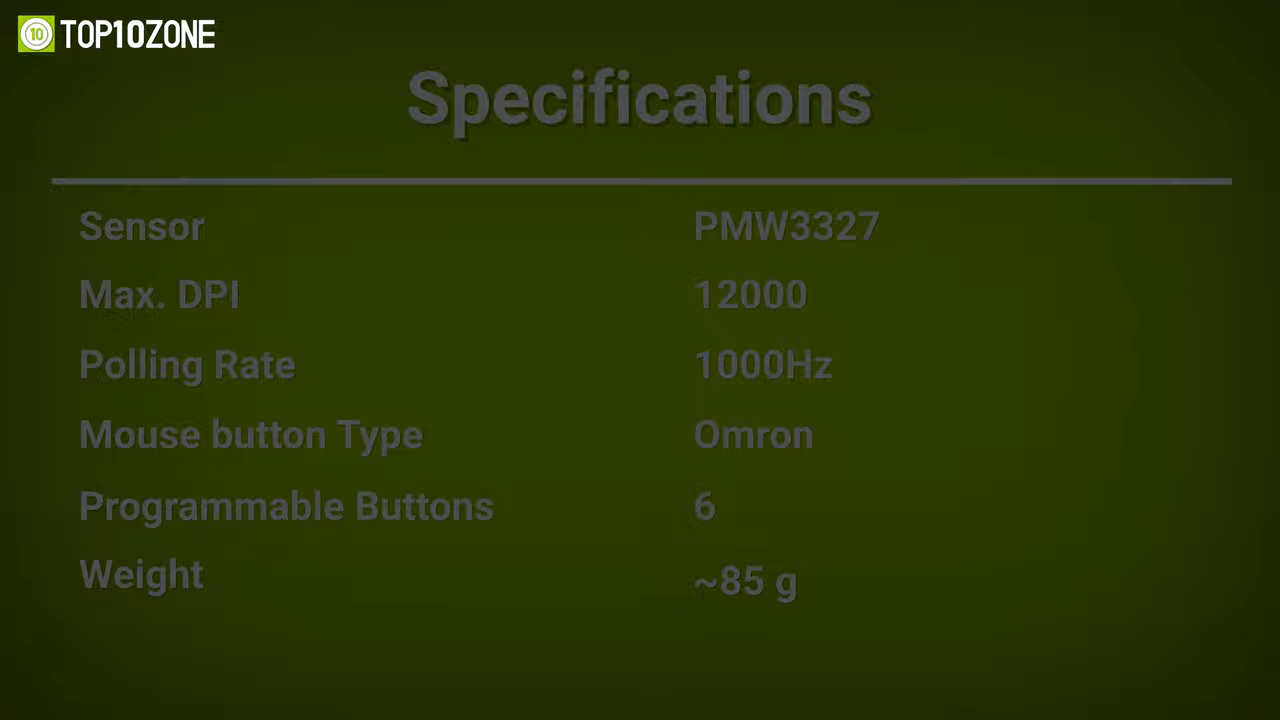 10 TOP10ZONE
Specifications
Sensor PMW3327
Max. DPI 12000
Polling Rate 1000Hz
Mouse button Type Omron
Programmable Buttons 6
Weight ~85 g